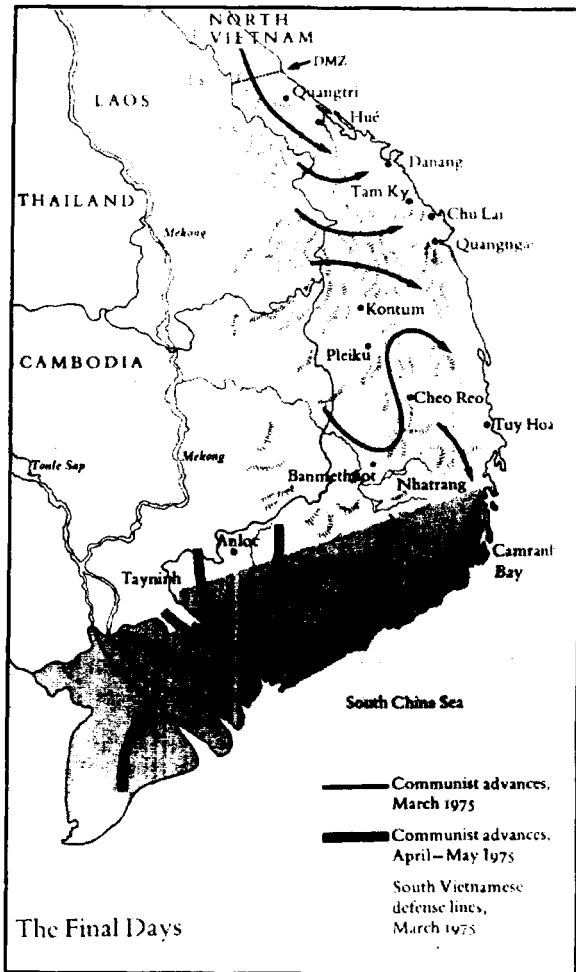 NORTH
VIETNAM
DMZ
LAOS
Quangtri
Hué
Danang
THAILAND
Tam Ky
Mekong
Chu Lai
Quangngai
Kontum
CAMBODIA
Pleiku
Cheo Reo
Tonle Sap
Mekong
Tuy Hoa
Banmethuot
Nhatrang
Anloc
Camranh
Bay
Tayninh
South China Sea
Communist advances,
March 1975
Communist advances,
April–May 1975
South Vietnamese
defense lines,
March 1975
The Final Days